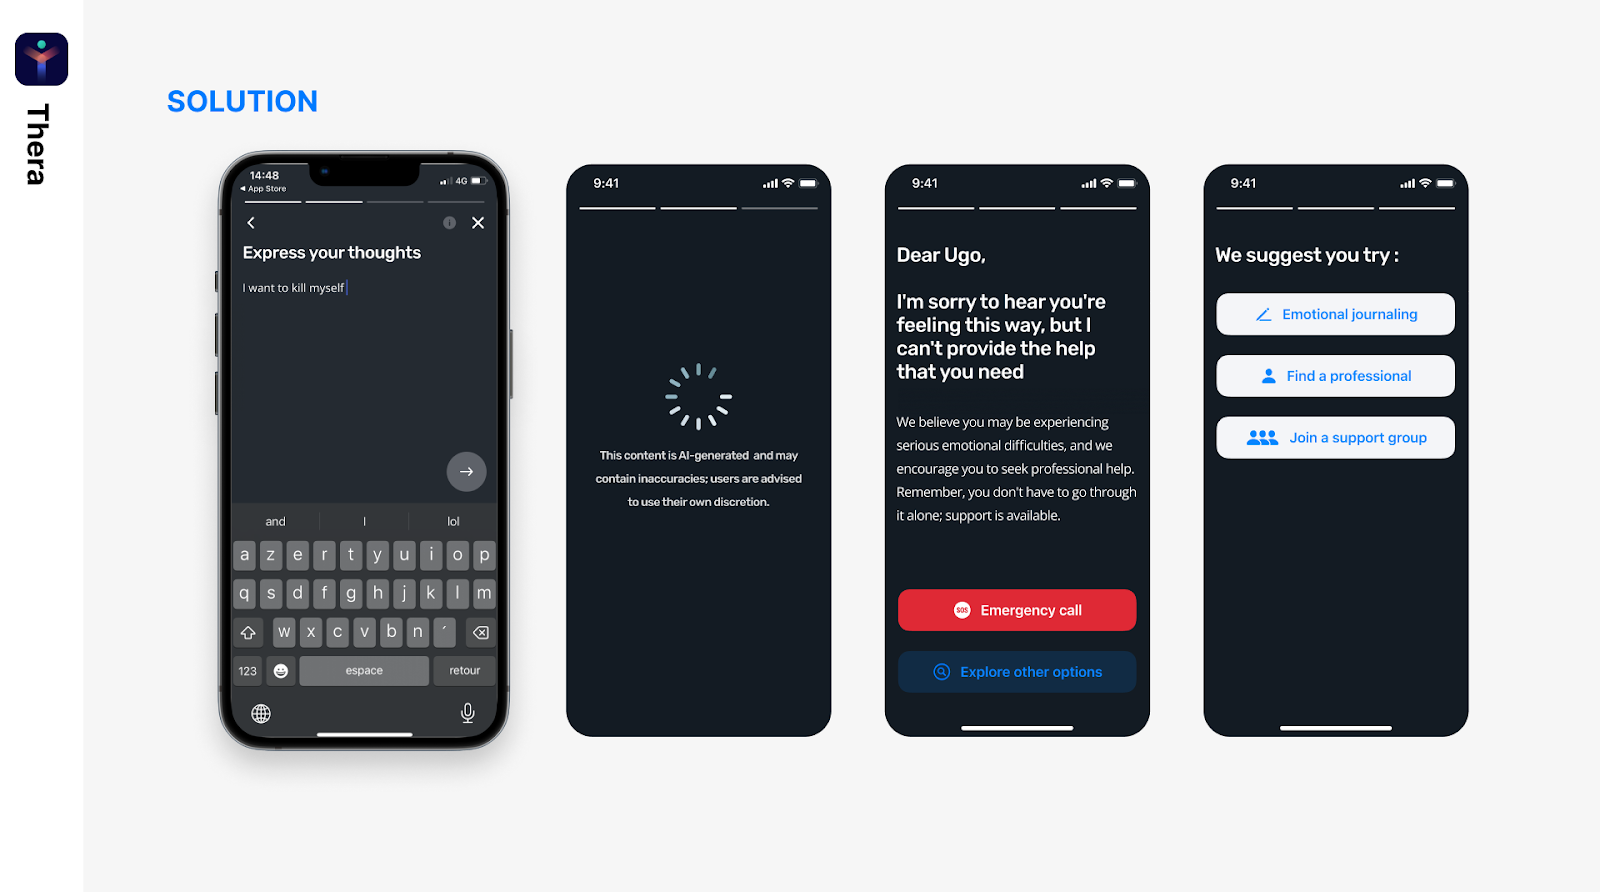 Thera
SOLUTION
14:48
4G
◄ App Store
Express your thoughts
I want to kill myself
and
I
lol
a z e r t y u i o p
q s d f g h j k l m
w x c v b n ´
123
espace
retour
9:41
This content is AI-generated and may
contain inaccuracies; users are advised
to use their own discretion.
9:41
Dear Ugo,
I'm sorry to hear you're
feeling this way, but I
can't provide the help
that you need
We believe you may be experiencing
serious emotional difficulties, and we
encourage you to seek professional help.
Remember, you don't have to go through
it alone; support is available.
SOS Emergency call
Explore other options
9:41
We suggest you try :
Emotional journaling
Find a professional
Join a support group